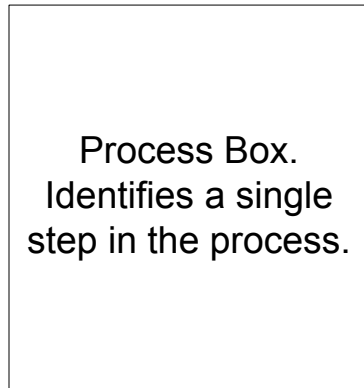 Process Box.
Identifies a single
step in the process.